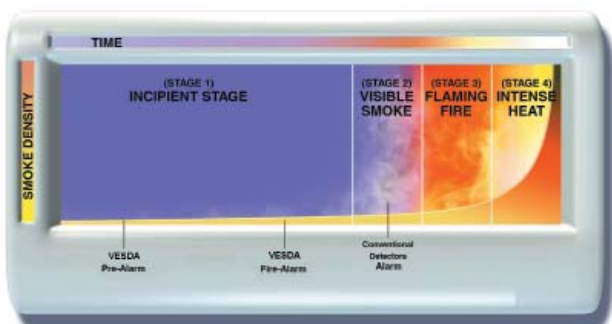 TIME
SMOKE DENSITY
(STAGE 1)
INCIPIENT STAGE
(STAGE 2)
VISIBLE
SMOKE
(STAGE 3)
FLAMING
FIRE
(STAGE 4)
INTENSE
HEAT
VESDA
Pre-Alarm
VESDA
Fire-Alarm
Conventional
Detectors
Alarm